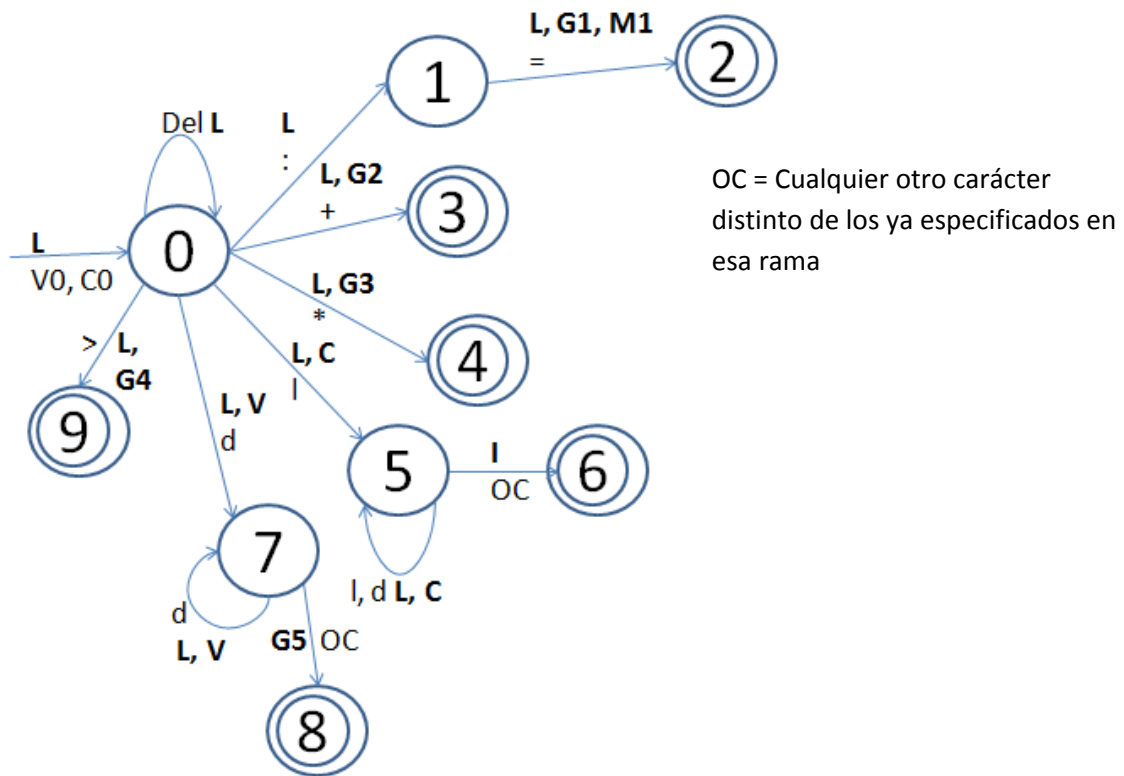 L, G1, M1
=
2
1
Del L
L
:
L, G2
+
3
OC = Cualquier otro carácter
distinto de los ya especificados en
esa rama
L
V0, C0
0
L, G3
*
4
> L,
G4
9
L, C
l
L, V
d
5
I
OC
6
7
l, d L, C
d
L, V
G5 OC
8